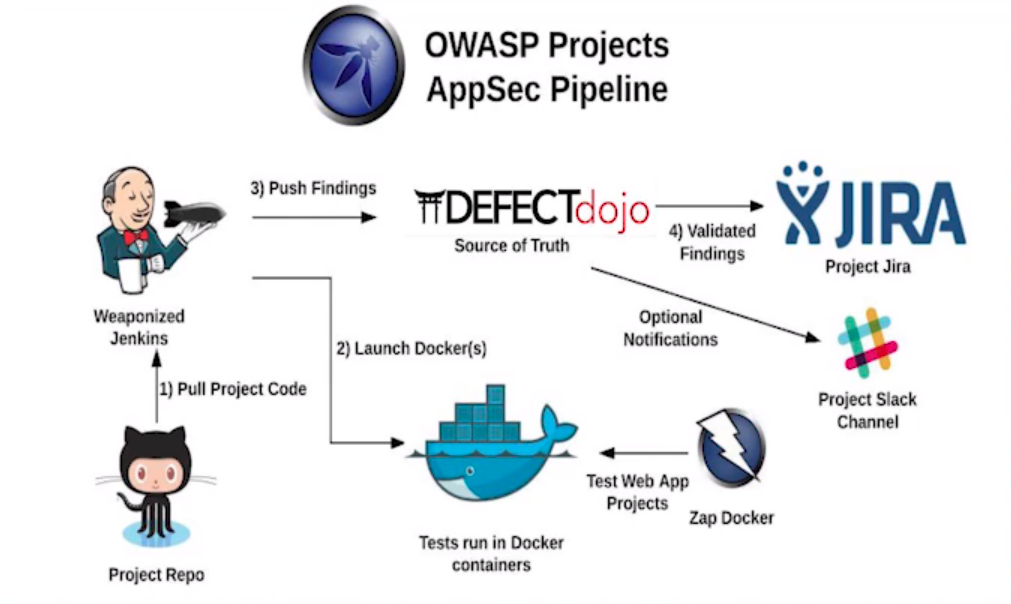 OWASP Projects
AppSec Pipeline
3) Push Findings
DEFECTdojo
Source of Truth
4) Validated
Findings
JIRA
Project Jira
Weaponized
Jenkins
Optional
Notifications
2) Launch Docker(s)
1) Pull Project Code
Project Slack
Channel
Test Web App
Projects
Zap Docker
Tests run in Docker
containers
Project Repo